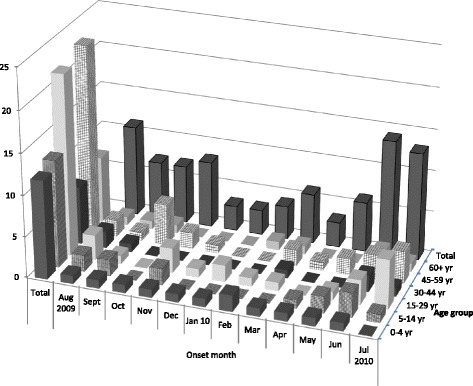 25
20
15
10
5
0
Total
Aug
2009
Sept
Oct
Nov
Dec
Jan 10
Feb
Mar
Apr
May
Jun
Jul
2010
Onset month
Total
60+ yr
45-59 yr
30-44 yr
15-29 yr
5-14 yr
0-4 yr
Age group